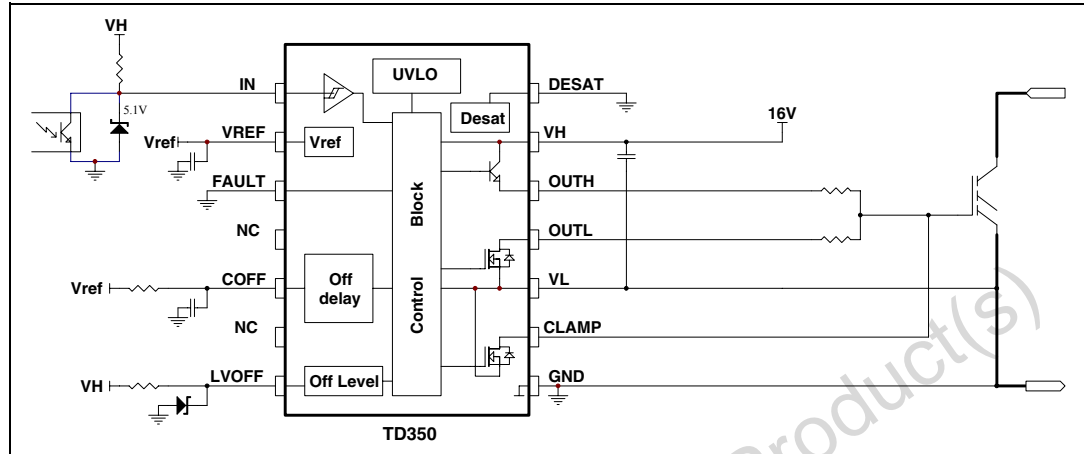 VH
IN
5.1V
Vref
VREF
Vref
FAULT
NC
Vref
COFF
Off
delay
NC
VH
LVOFF
Off Level
UVLO
Control
Block
Desat
DESAT
VH
16V
OUTH
OUTL
VL
CLAMP
GND
TD350
Product(s)